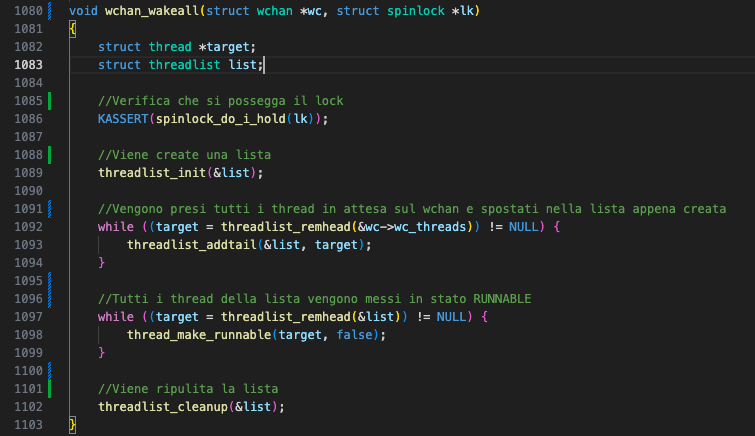 1080 void wchan_wakeall(struct wchan *wc, struct spinlock *lk)
1081 {
1082     struct thread *target;
1083     struct threadlist list;
1084
1085     //Verifica che si possegga il lock
1086     KASSERT(spinlock_do_i_hold(lk));
1087
1088     //Viene create una lista
1089     threadlist_init(&list);
1090
1091     //Vengono presi tutti i thread in attesa sul wchan e spostati nella lista appena creata
1092     while ((target = threadlist_remhead(&wc->wc_threads)) != NULL) {
1093         threadlist_addtail(&list, target);
1094     }
1095
1096     //Tutti i thread della lista vengono messi in stato RUNNABLE
1097     while ((target = threadlist_remhead(&list)) != NULL) {
1098         thread_make_runnable(target, false);
1099     }
1100
1101     //Viene ripulita la lista
1102     threadlist_cleanup(&list);
1103 }